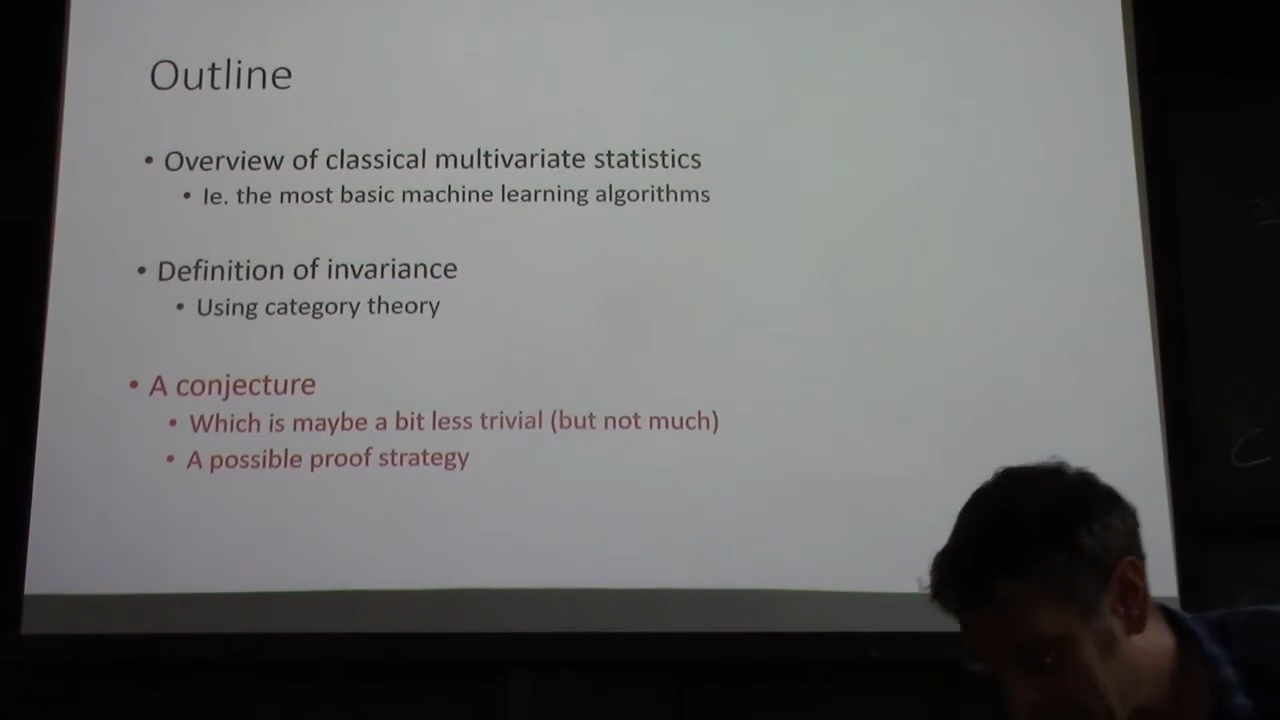 Outline
• Overview of classical multivariate statistics
• Ie. the most basic machine learning algorithms
• Definition of invariance
• Using category theory
• A conjecture
• Which is maybe a bit less trivial (but not much)
• A possible proof strategy